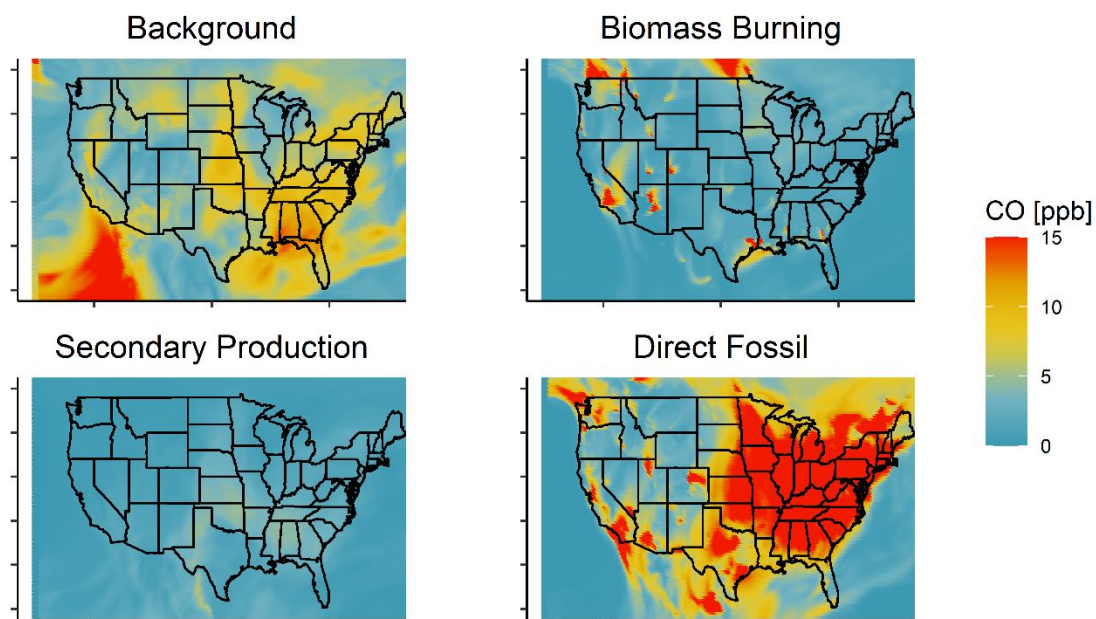 Background
Biomass Burning
Secondary Production
Direct Fossil
CO [ppb]
15
10
5
0